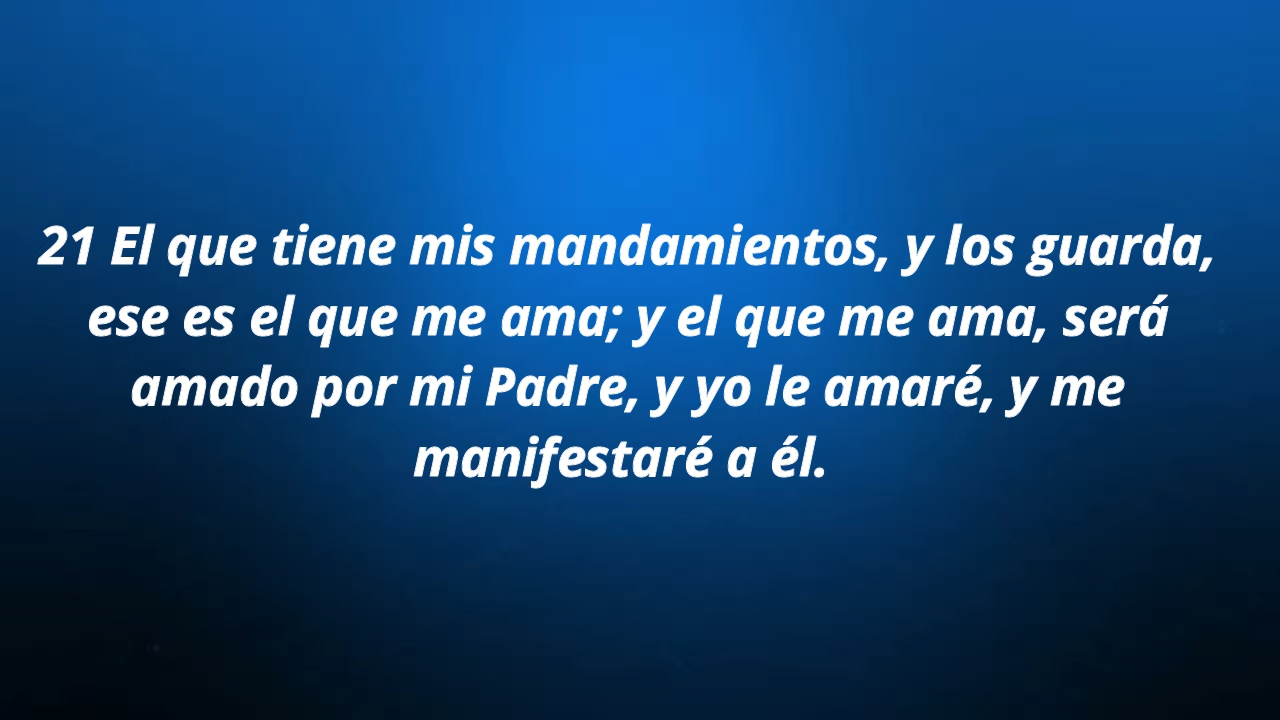 21 El que tiene mis mandamientos, y los guarda,
ese es el que me ama; y el que me ama, será
amado por mi Padre, y yo le amaré, y me
manifestaré a él.